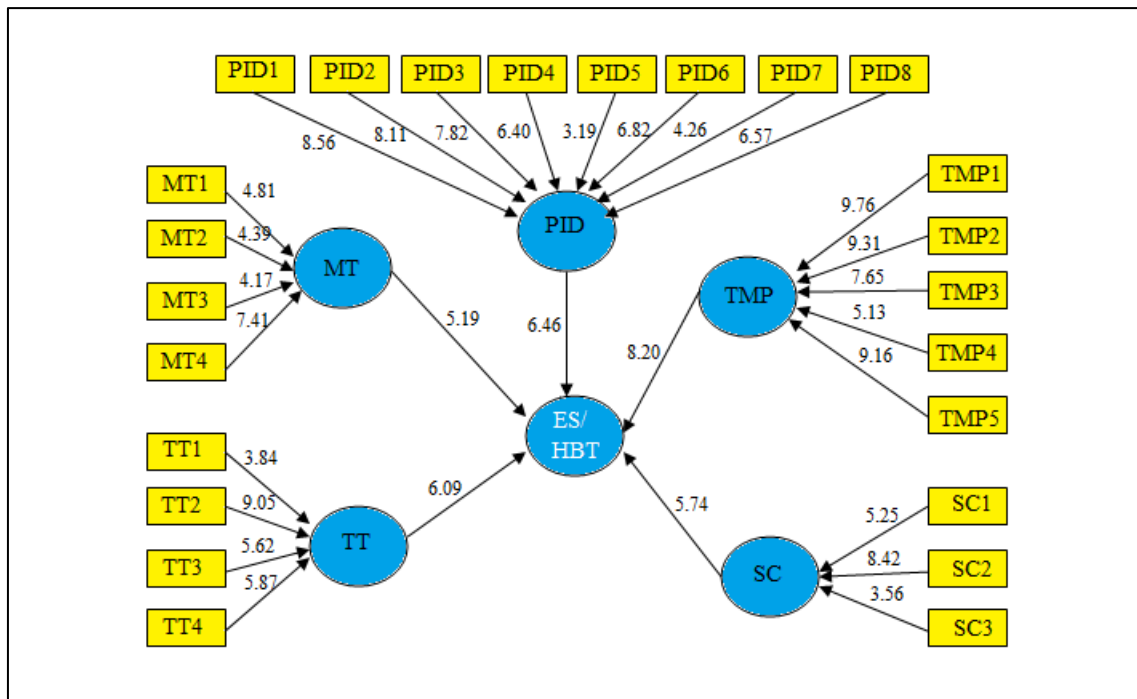 PID1 PID2 PID3 PID4 PID5 PID6 PID7 PID8
8.56 8.11 7.82 6.40 3.19 6.82 4.26 6.57
MT1
MT2
MT3
MT4
4.81
4.39
4.17
7.41
MT
PID
TMP1
TMP2
TMP3
TMP4
TMP5
9.76
9.31
7.65
5.13
9.16
TMP
5.19
6.46
8.20
ES/
HBT
TT1
TT2
TT3
TT4
3.84
9.05
5.62
5.87
TT
6.09
5.74
SC
SC1
SC2
SC3
5.25
8.42
3.56